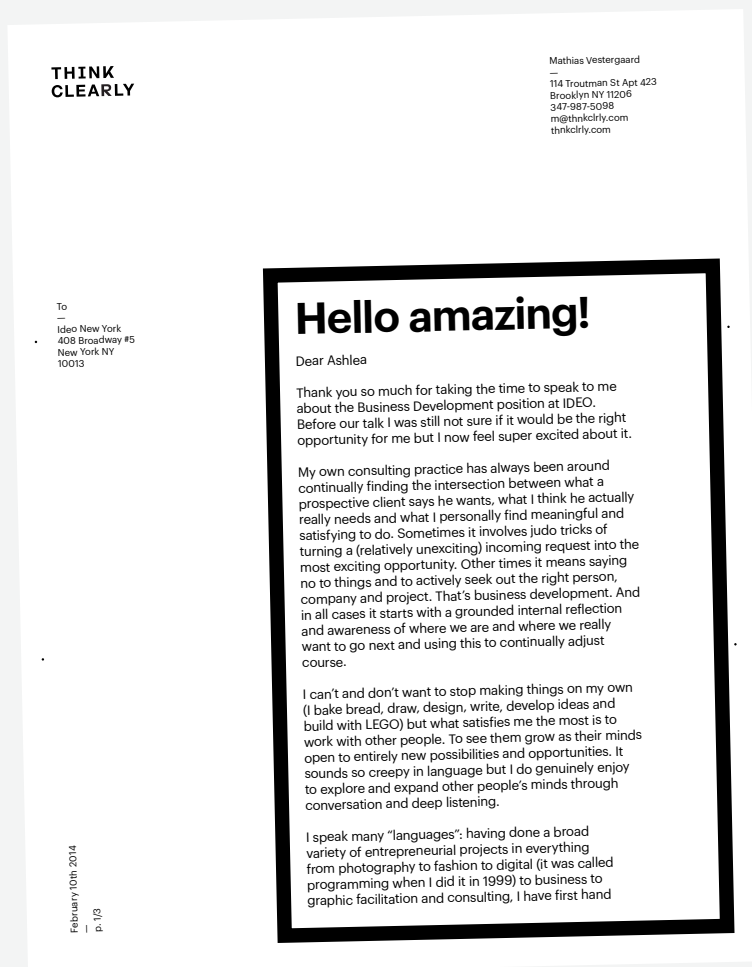 THINK
CLEARLY
Mathias Vestergaard
—
114 Troutman St Apt 423
Brooklyn NY 11206
347-987-5098
m@thnkclrly.com
thnkclrly.com
To
—
Ideo New York
408 Broadway #5
New York NY
10013
Hello amazing!
Dear Ashlea
Thank you so much for taking the time to speak to me
about the Business Development position at IDEO.
Before our talk I was still not sure if it would be the right
opportunity for me but I now feel super excited about it.
My own consulting practice has always been around
continually finding the intersection between what a
prospective client says he wants, what I think he actually
really needs and what I personally find meaningful and
satisfying to do. Sometimes it involves judo tricks of
turning a (relatively unexciting) incoming request into the
most exciting opportunity. Other times it means saying
no to things and to actively seek out the right person,
company and project. That’s business development. And
in all cases it starts with a grounded internal reflection
and awareness of where we are and where we really
want to go next and using this to continually adjust
course.
I can’t and don’t want to stop making things on my own
(I bake bread, draw, design, write, develop ideas and
build with LEGO) but what satisfies me the most is to
work with other people. To see them grow as their minds
open to entirely new possibilities and opportunities. It
sounds so creepy in language but I do genuinely enjoy
to explore and expand other people’s minds through
conversation and deep listening.
I speak many “languages”: having done a broad
variety of entrepreneurial projects in everything
from photography to fashion to digital (it was called
programming when I did it in 1999) to business to
graphic facilitation and consulting, I have first hand
February 10th 2014
—
p. 1/3